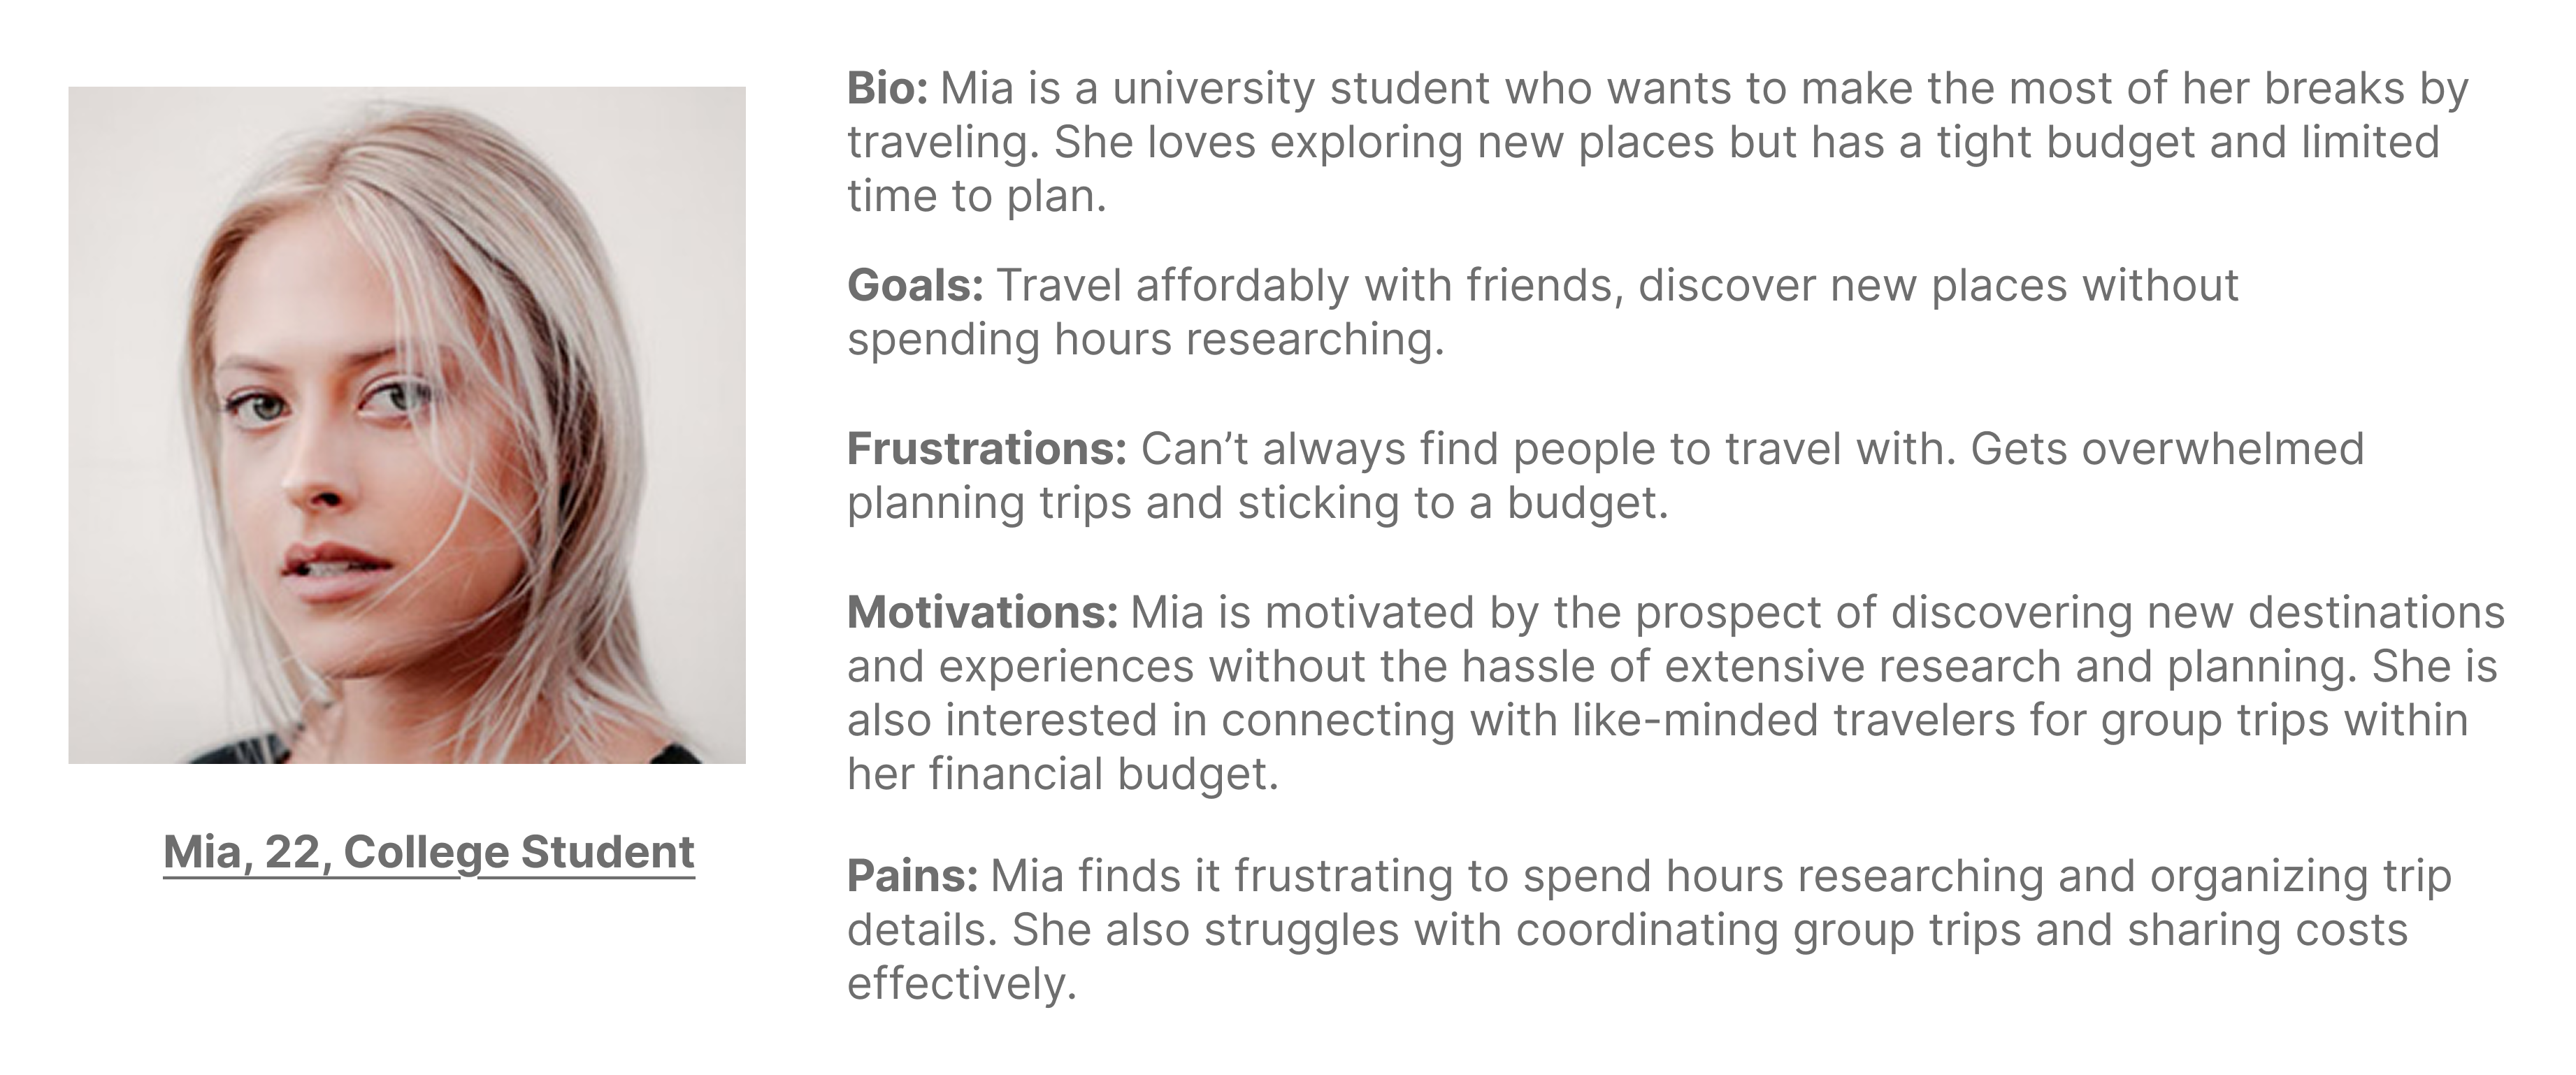 Bio: Mia is a university student who wants to make the most of her breaks by
traveling. She loves exploring new places but has a tight budget and limited
time to plan.
Goals: Travel affordably with friends, discover new places without
spending hours researching.
Frustrations: Can’t always find people to travel with. Gets overwhelmed
planning trips and sticking to a budget.
Motivations: Mia is motivated by the prospect of discovering new destinations
and experiences without the hassle of extensive research and planning. She is
also interested in connecting with like-minded travelers for group trips within
her financial budget.
Pains: Mia finds it frustrating to spend hours researching and organizing trip
details. She also struggles with coordinating group trips and sharing costs
effectively.
Mia, 22, College Student